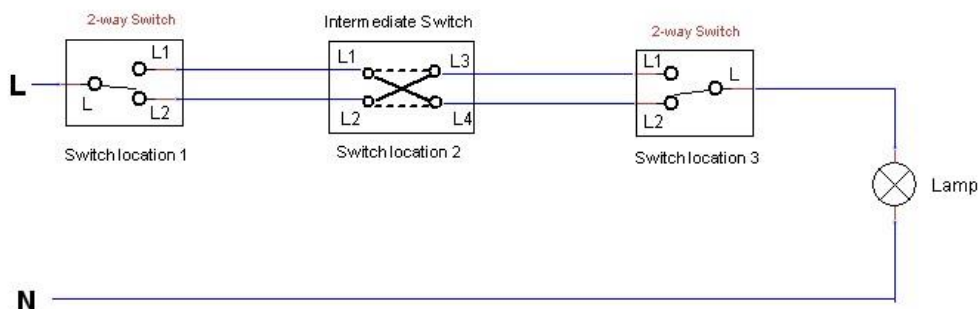 2-way Switch
Intermediate Switch
2-way Switch
L1
L1
L3
L1
L
L
L
L2
L2
L4
L2
Switch location 1
Switch location 2
Switch location 3
Lamp
N